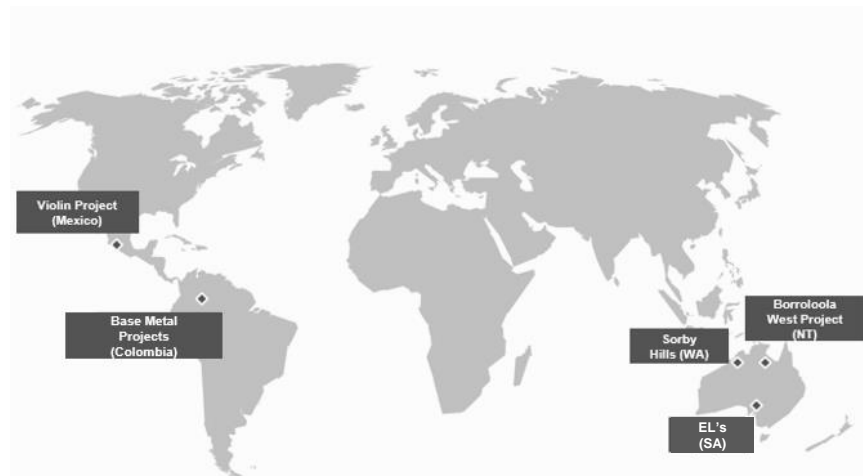 Violin Project
(Mexico)
Base Metal
Projects
(Colombia)
Borroloola
West Project
(NT)
Sorby
Hills (WA)
EL's
(SA)